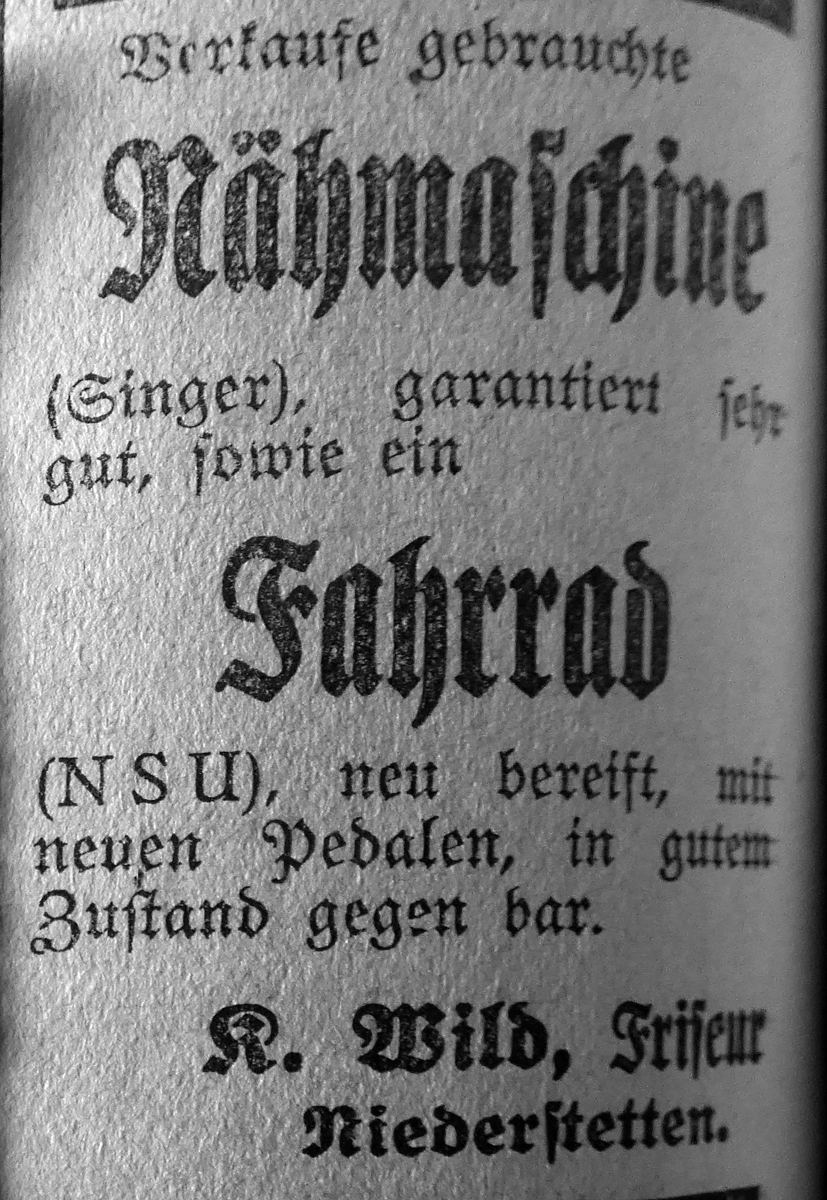 Verkaufe gebrauchte
Nähmaſchine
(Singer), garantiert ſehr
gut, ſowie ein
Fahrrad
(N S U), neu bereift, mit
neuen Pedalen, in gutem
Zuſtand gegen bar.
K. Wild, Friſeur
Niederſtetten.